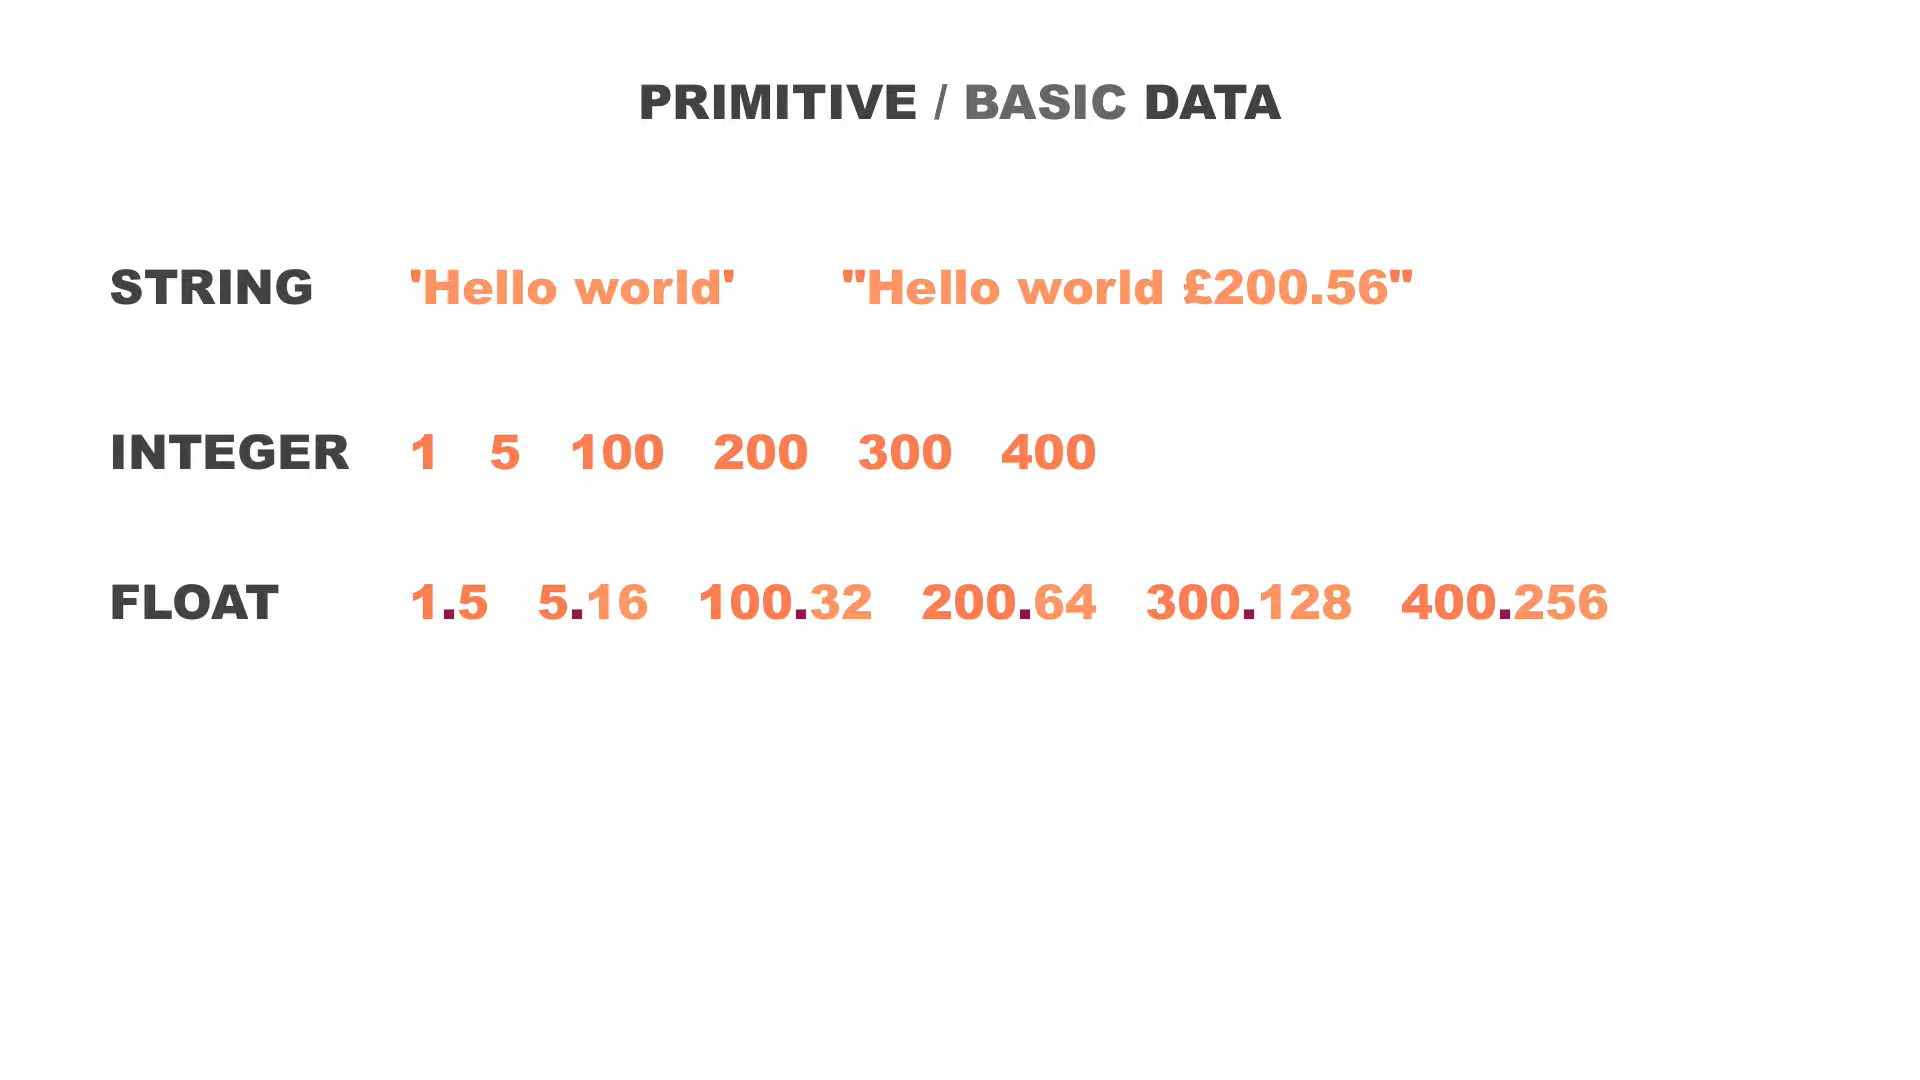 PRIMITIVE / BASIC DATA
STRING 'Hello world' "Hello world £200.56"
INTEGER 1 5 100 200 300 400
FLOAT 1.5 5.16 100.32 200.64 300.128 400.256